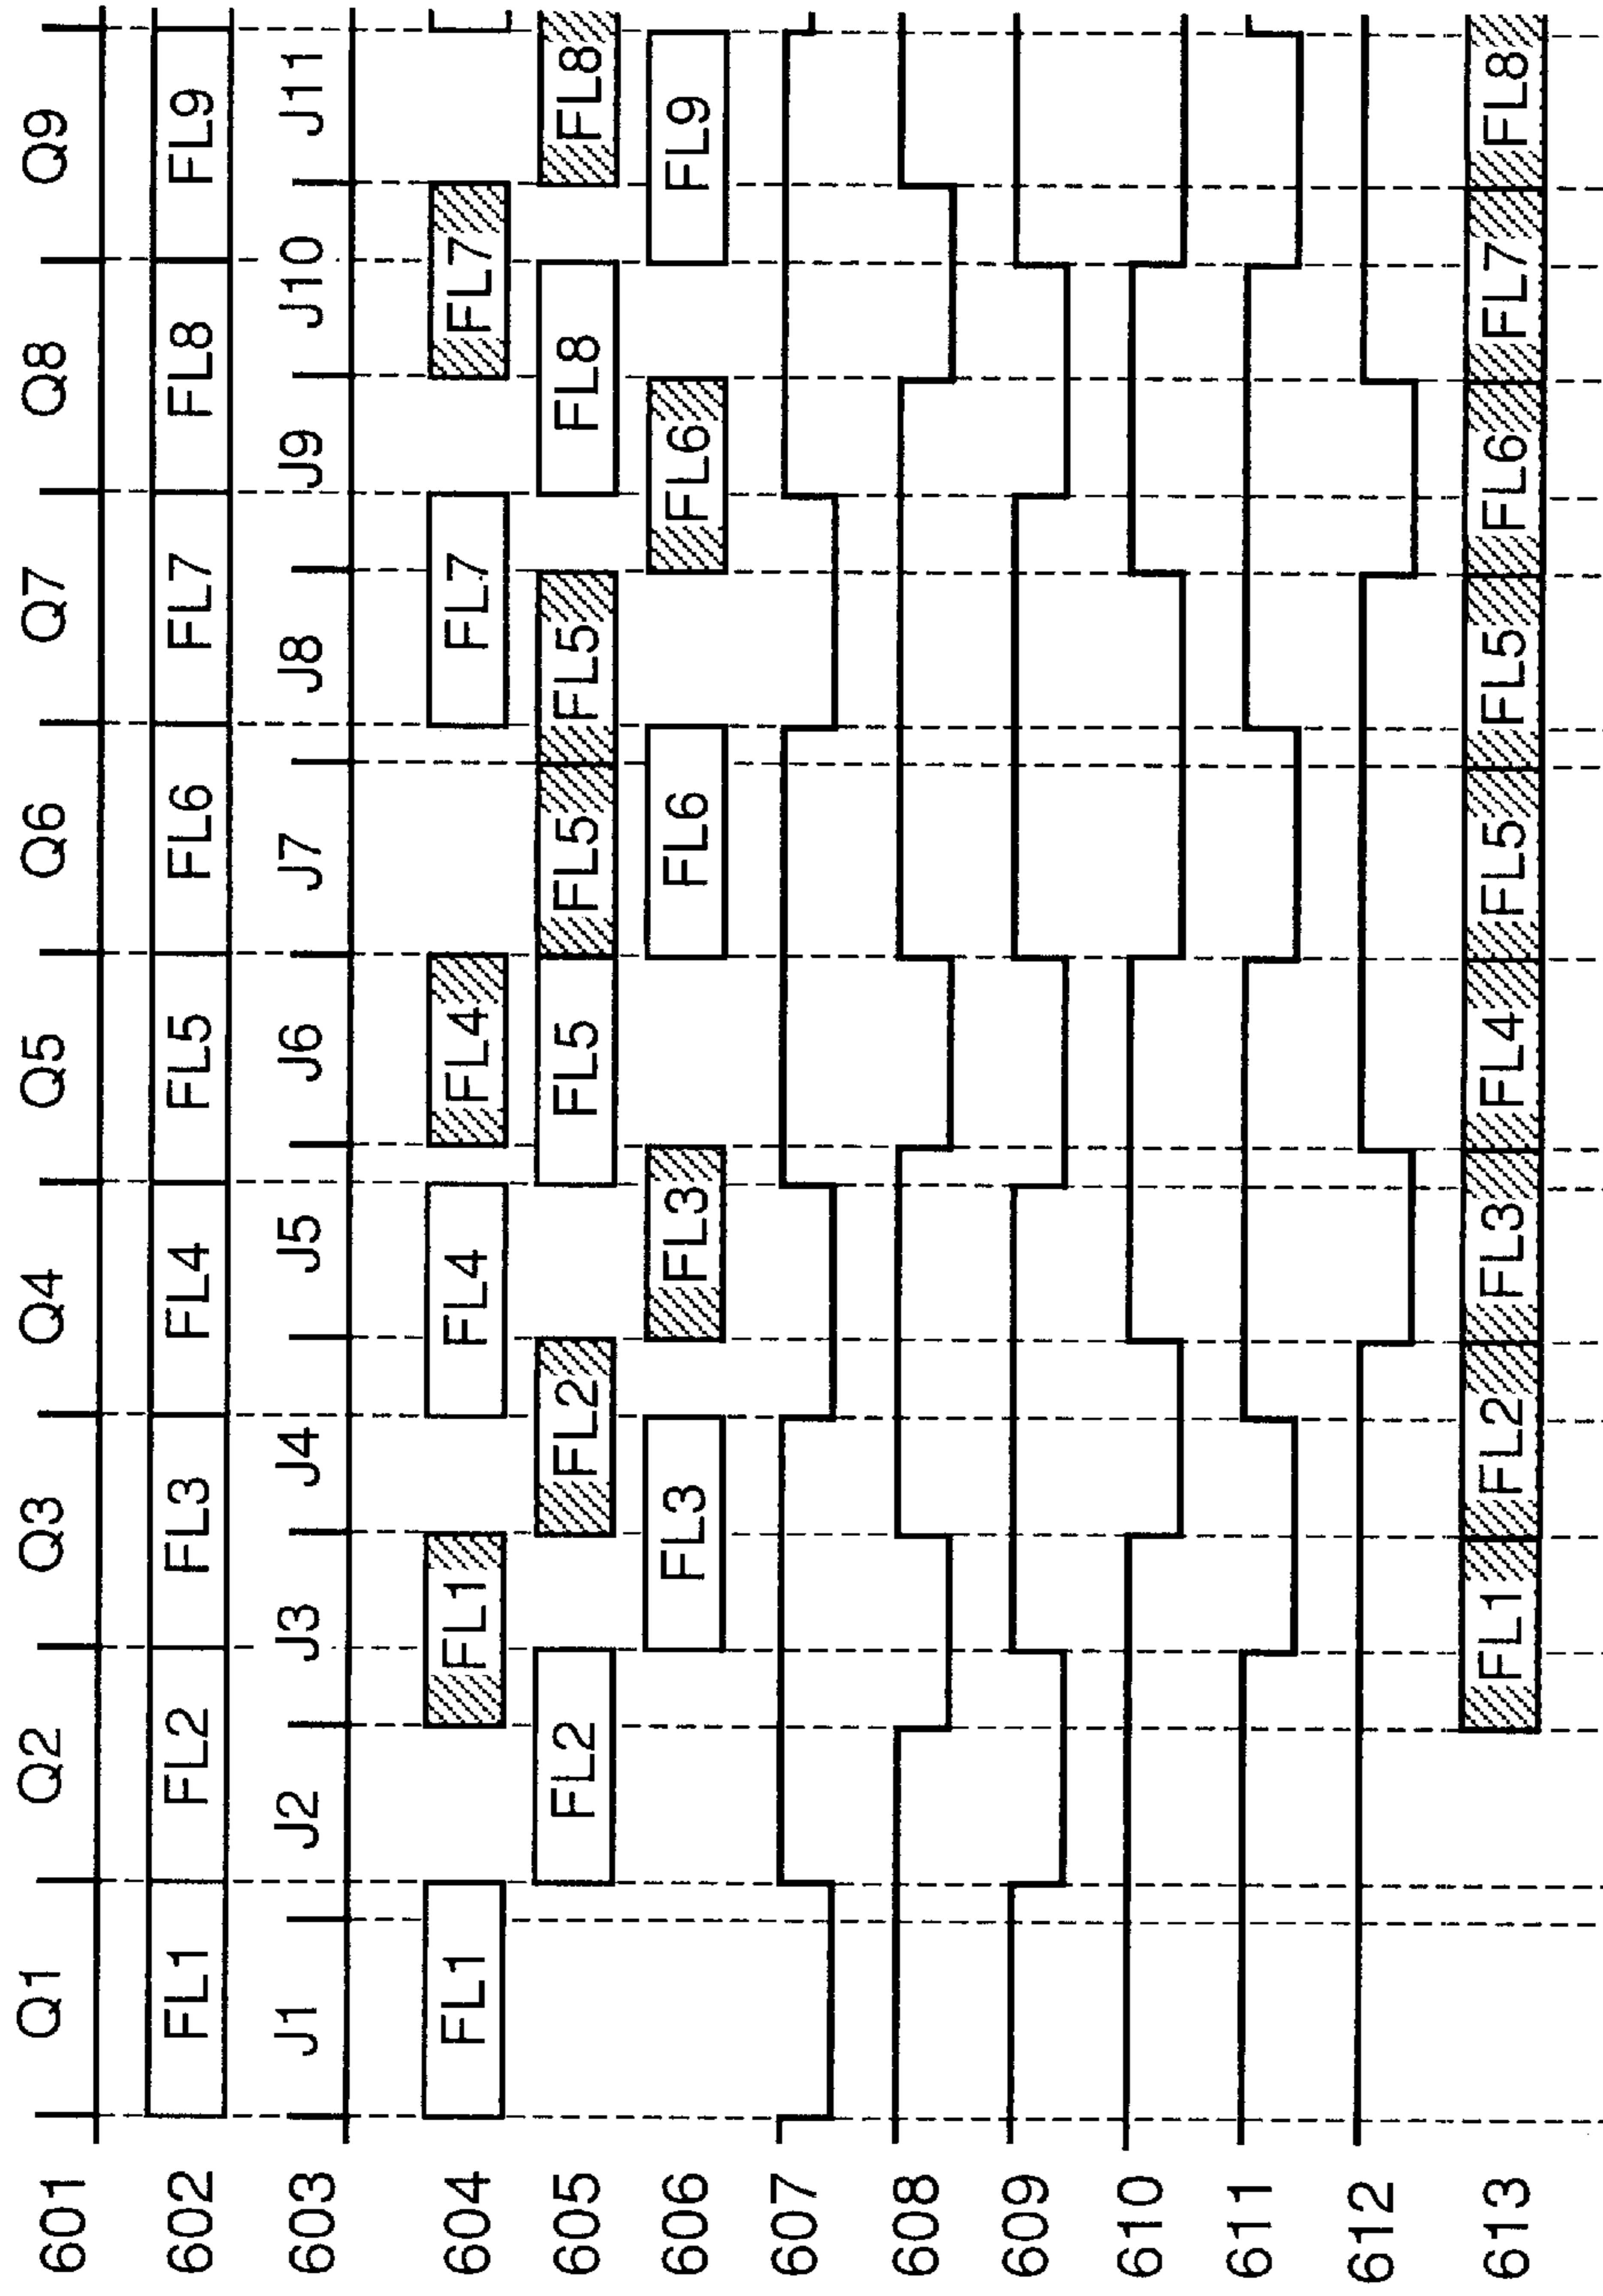 601 Q1 Q2 Q3 Q4 Q5 Q6 Q7 Q8 Q9
602 FL1 FL2 FL3 FL4 FL5 FL6 FL7 FL8 FL9
603 J1 J2 J3 J4 J5 J6 J7 J8 J9 J10 J11
604 FL1 FL1 FL4 FL4 FL7 FL7
605 FL2 FL2 FL5 FL5 FL5 FL8 FL8
606 FL3 FL3 FL6 FL6 FL9
607
608
609
610
611
612
613 FL1 FL2 FL3 FL4 FL5 FL5 FL6 FL7 FL8